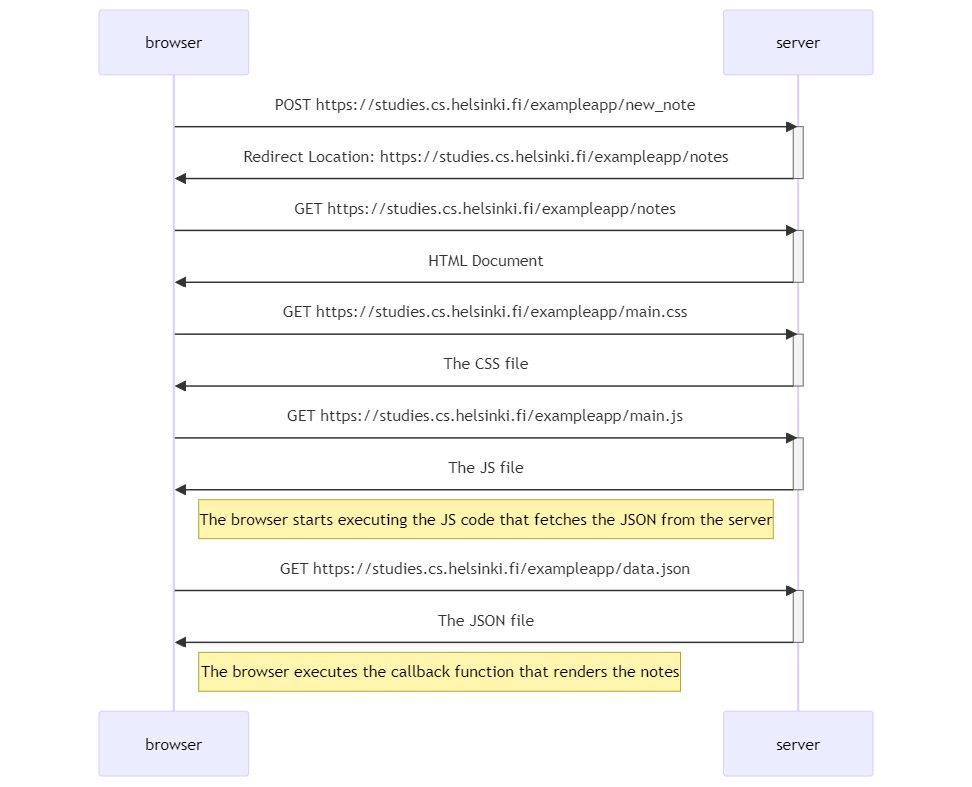 browser
server
POST https://studies.cs.helsinki.fi/exampleapp/new_note
Redirect Location: https://studies.cs.helsinki.fi/exampleapp/notes
GET https://studies.cs.helsinki.fi/exampleapp/notes
HTML Document
GET https://studies.cs.helsinki.fi/exampleapp/main.css
The CSS file
GET https://studies.cs.helsinki.fi/exampleapp/main.js
The JS file
The browser starts executing the JS code that fetches the JSON from the server
GET https://studies.cs.helsinki.fi/exampleapp/data.json
The JSON file
The browser executes the callback function that renders the notes
browser
server